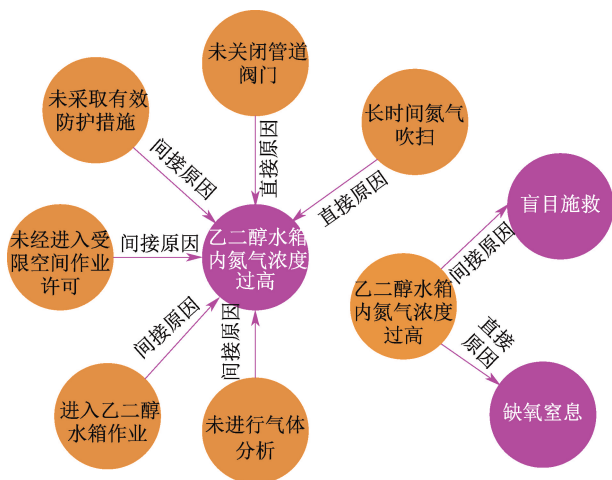 未关闭管道
阀门
未采取有效
防护措施
长时间氮气
吹扫
间接原因
直接原因
直接原因
盲目施救
未经进入受
限空间作业
许可
间接原因
乙二醇水箱
内氮气浓度
过高
间接原因
乙二醇水箱
内氮气浓度
过高
间接原因
间接原因
直接
原因
进入乙二醇
水箱作业
未进行气体
分析
缺氧窒息